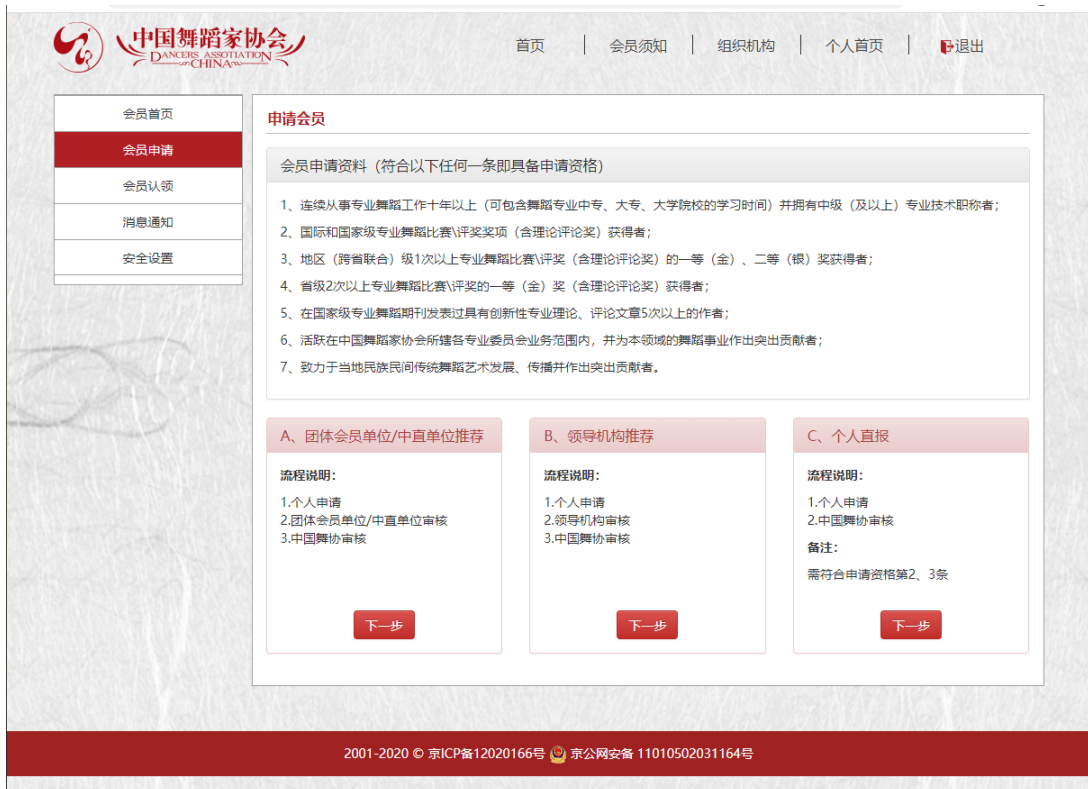 中国舞蹈家协会
DANCERS ASSOTIATION
CHINA
首页
会员须知
组织机构
个人首页
退出
会员首页
会员申请
会员认领
消息通知
安全设置
申请会员
会员申请资料（符合以下任何一条即具备申请资格）
1、连续从事专业舞蹈工作十年以上（可包含舞蹈专业中专、大专、大学院校的学习时间）并拥有中级（及以上）专业技术职称者；
2、国际和国家级专业舞蹈比赛\评奖奖项（含理论评论奖）获得者；
3、地区（跨省联合）级1次以上专业舞蹈比赛\评奖（含理论评论奖）的一等（金）、二等（银）奖获得者；
4、省级2次以上专业舞蹈比赛\评奖的一等（金）奖（含理论评论奖）获得者；
5、在国家级专业舞蹈期刊发表过具有创新性专业理论、评论文章5次以上的作者；
6、活跃在中国舞蹈家协会所辖各专业委员会业务范围内，并为本领域的舞蹈事业作出突出贡献者；
7、致力于当地民族民间传统舞蹈艺术发展、传播并作出突出贡献者。
A、团体会员单位/中直单位推荐
流程说明：
1.个人申请
2.团体会员单位/中直单位审核
3.中国舞协审核
下一步
B、领导机构推荐
流程说明：
1.个人申请
2.领导机构审核
3.中国舞协审核
下一步
C、个人直报
流程说明：
1.个人申请
2.中国舞协审核
备注：
需符合申请资格第2、3条
下一步
2001-2020 © 京ICP备12020166号 京公网安备 11010502031164号